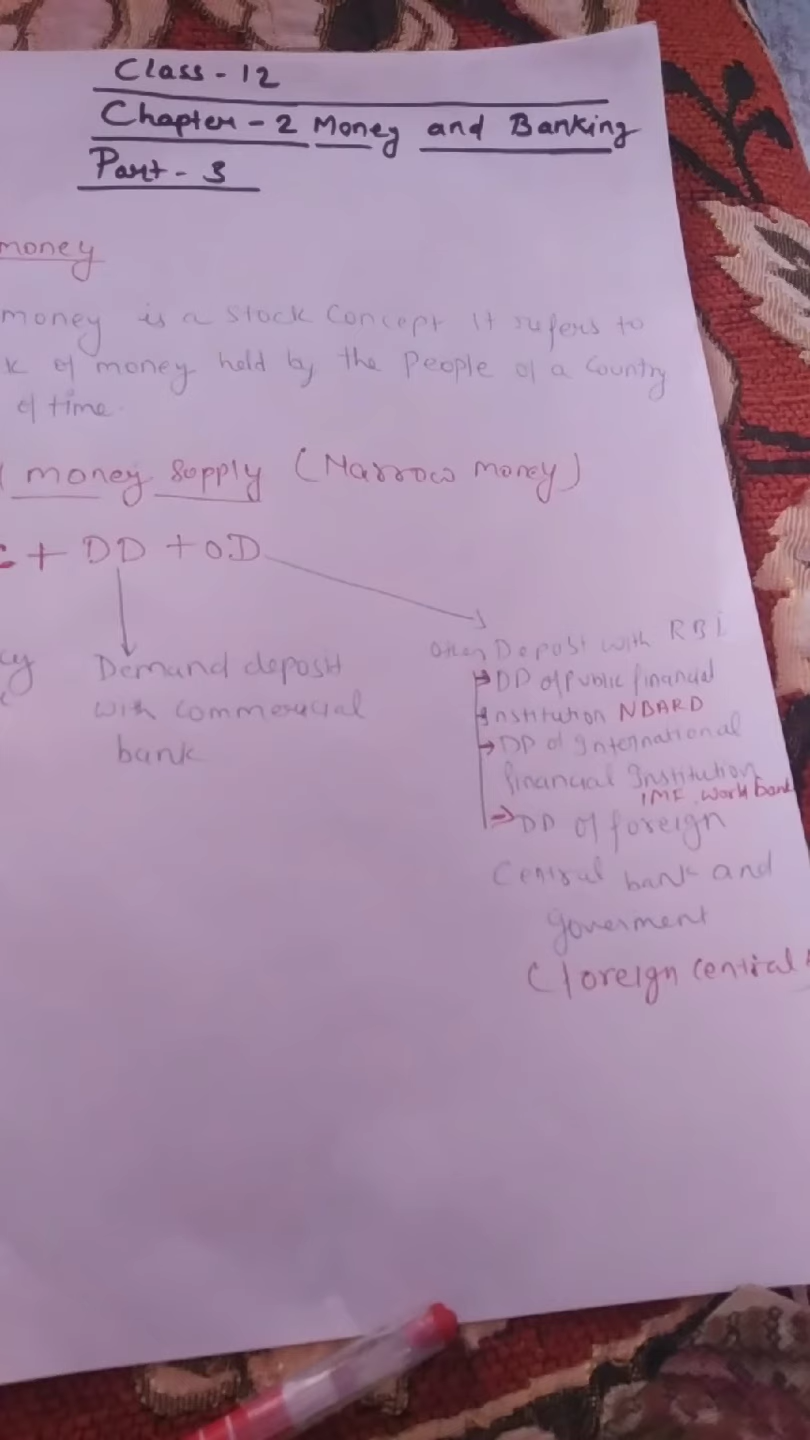 Class - 12
Chapter - 2 Money and Banking
Part - 3
money
money is a stock concept It refers to
k of money held by the People of a Country
of time.
money supply (Narrow money)
+ DD + O.D
Demand deposit
with commercial
bank
Other Depost with RBI
→ DD of Public financial
Institution NBARD
→ DD of International
financial Institution
IMF, World bank
→ DD of foreign
Central bank and
Goverment
(foreign central